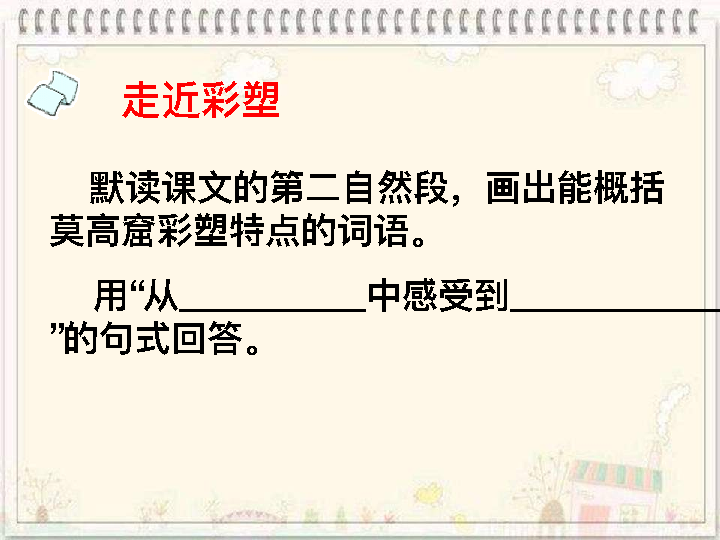 走近彩塑
默读课文的第二自然段，画出能概括
莫高窟彩塑特点的词语。
用“从__________中感受到____________
”的句式回答。